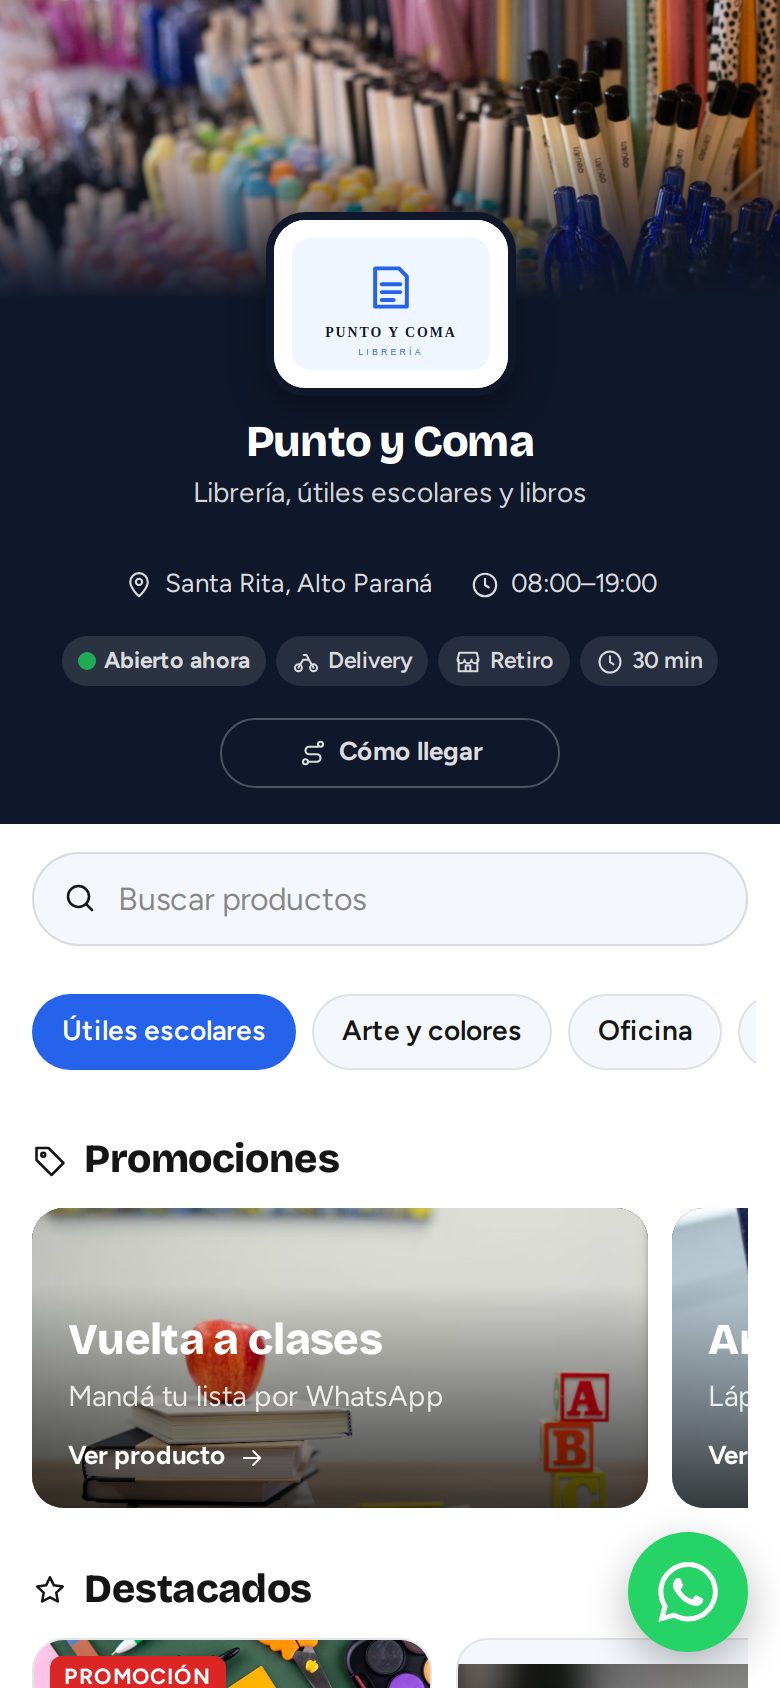 PUNTO Y COMA
LIBRERÍA
Punto y Coma
Librería, útiles escolares y libros
Santa Rita, Alto Paraná 08:00–19:00
Abierto ahora Delivery Retiro 30 min
Cómo llegar
Buscar productos
Útiles escolares Arte y colores Oficina
Promociones
Vuelta a clases
Mandá tu lista por WhatsApp
Ver producto →
Ver
A
B
C
Destacados
PROMOCIÓN